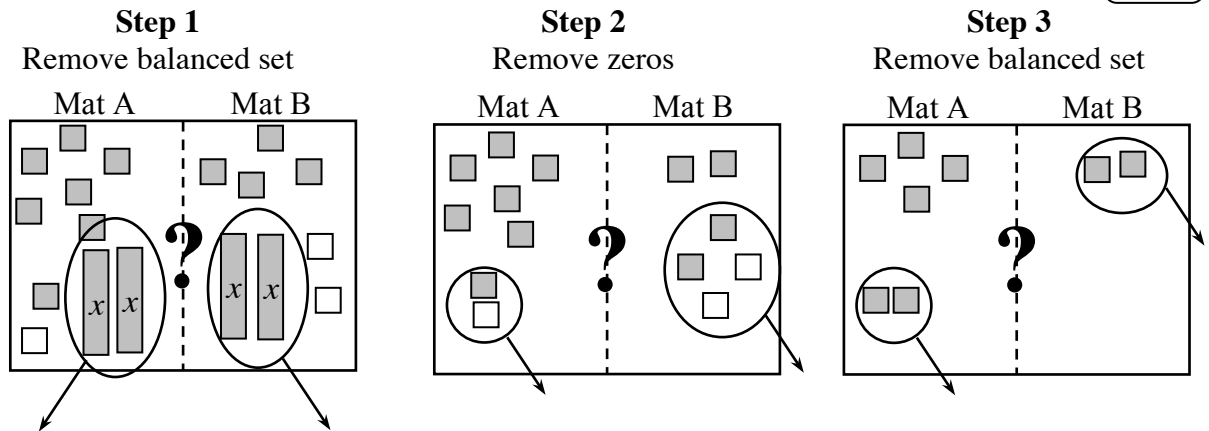 Step 1
Remove balanced set
Mat A Mat B
?
x x x x
Step 2
Remove zeros
Mat A Mat B
?
Step 3
Remove balanced set
Mat A Mat B
?